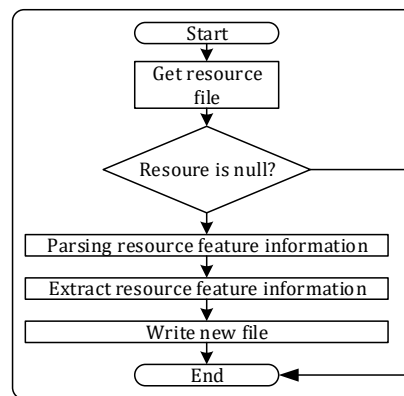 Start
Get resource
file
Resoure is null?
Parsing resource feature information
Extract resource feature information
Write new file
End